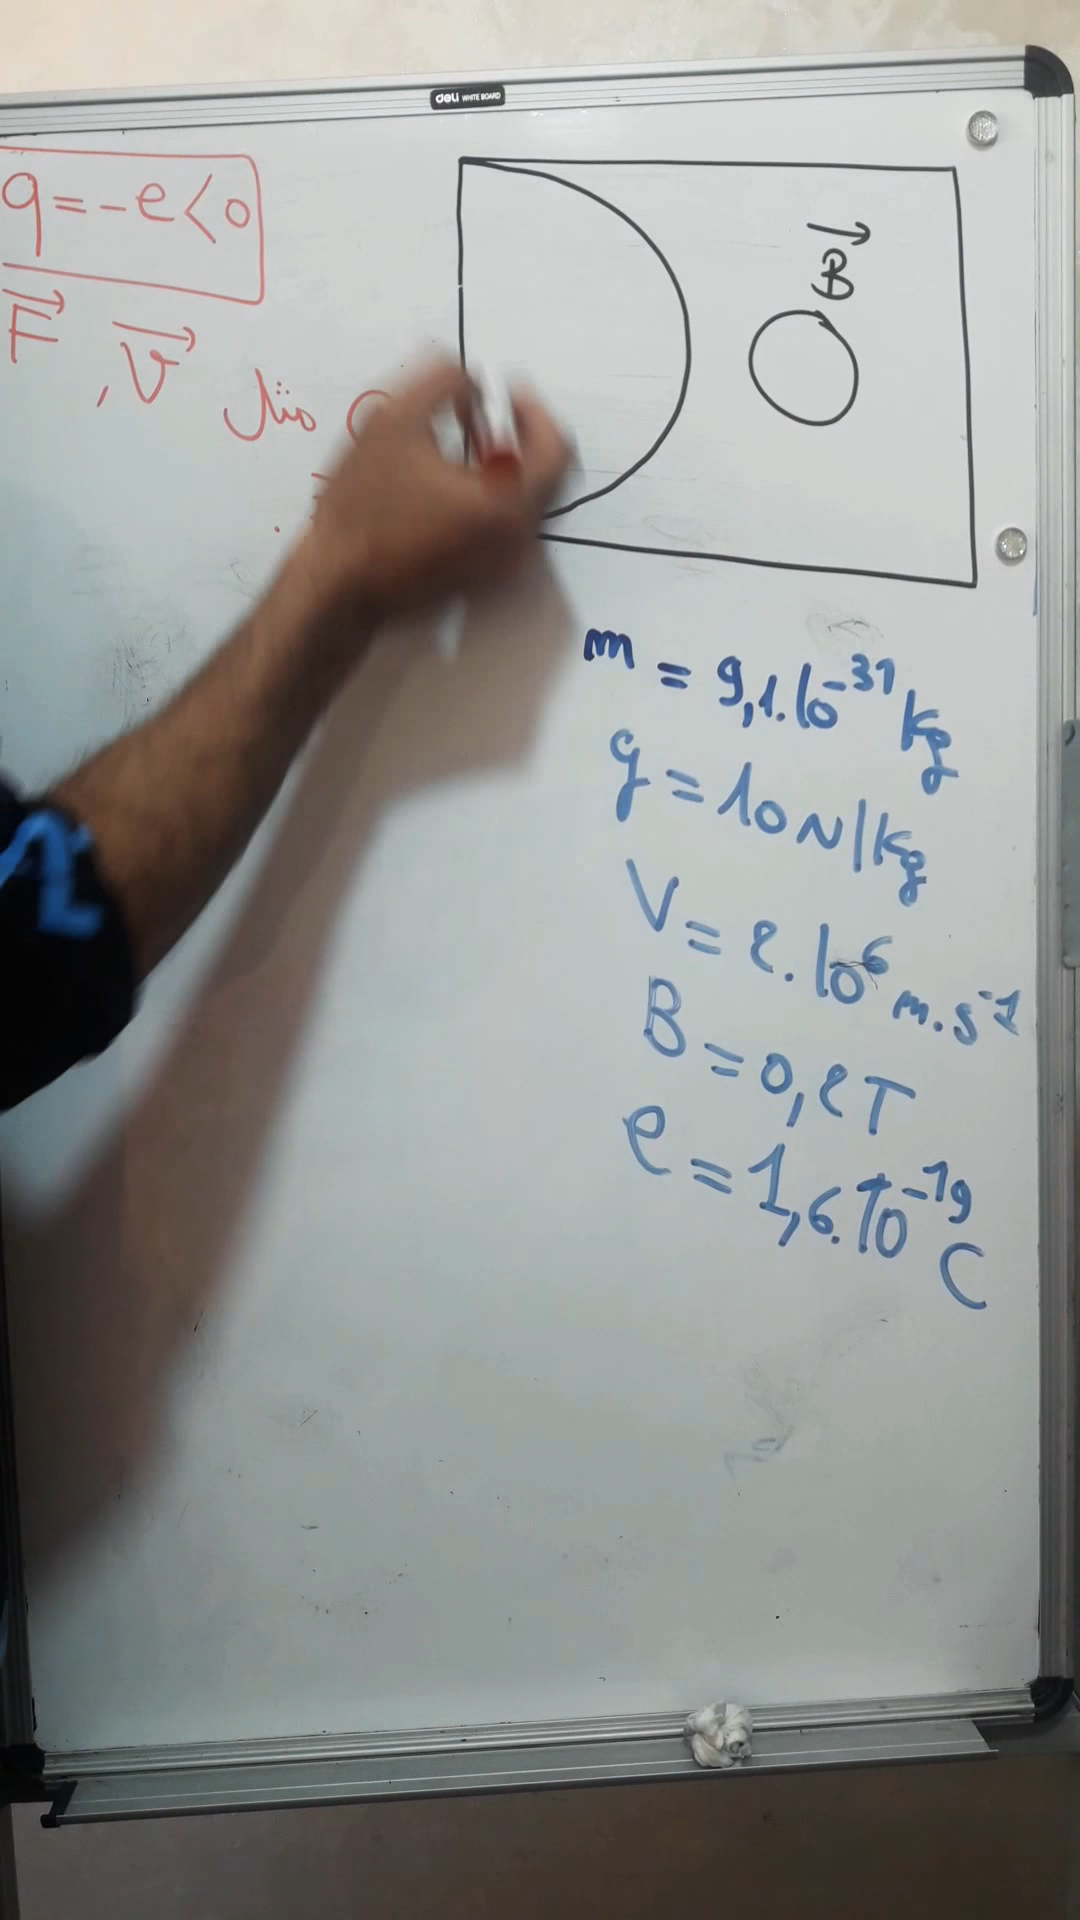 deli WHITE BOARD
q = - e < 0
F⃗ , V⃗ مثل
B⃗
m = 9,1.10⁻³¹ kg
g = 10 N/kg
V = 2.10⁶ m.s⁻¹
B = 0,2T
e = 1,6.10⁻¹⁹ C